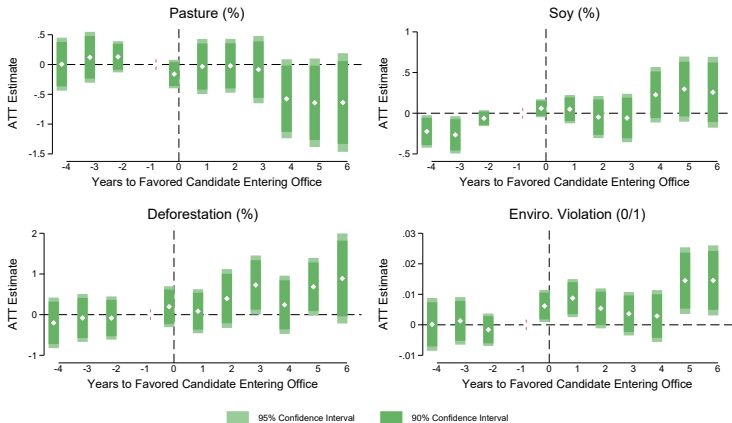 Pasture (%)
.5
0
-.5
-1
-1.5
ATT Estimate
-4 -3 -2 -1 0 1 2 3 4 5 6
Years to Favored Candidate Entering Office
Soy (%)
1
.5
0
-.5
ATT Estimate
-4 -3 -2 -1 0 1 2 3 4 5 6
Years to Favored Candidate Entering Office
Deforestation (%)
2
1
0
-1
ATT Estimate
-4 -3 -2 -1 0 1 2 3 4 5 6
Years to Favored Candidate Entering Office
Enviro. Violation (0/1)
.03
.02
.01
0
-.01
ATT Estimate
-4 -3 -2 -1 0 1 2 3 4 5 6
Years to Favored Candidate Entering Office
95% Confidence Interval 90% Confidence Interval